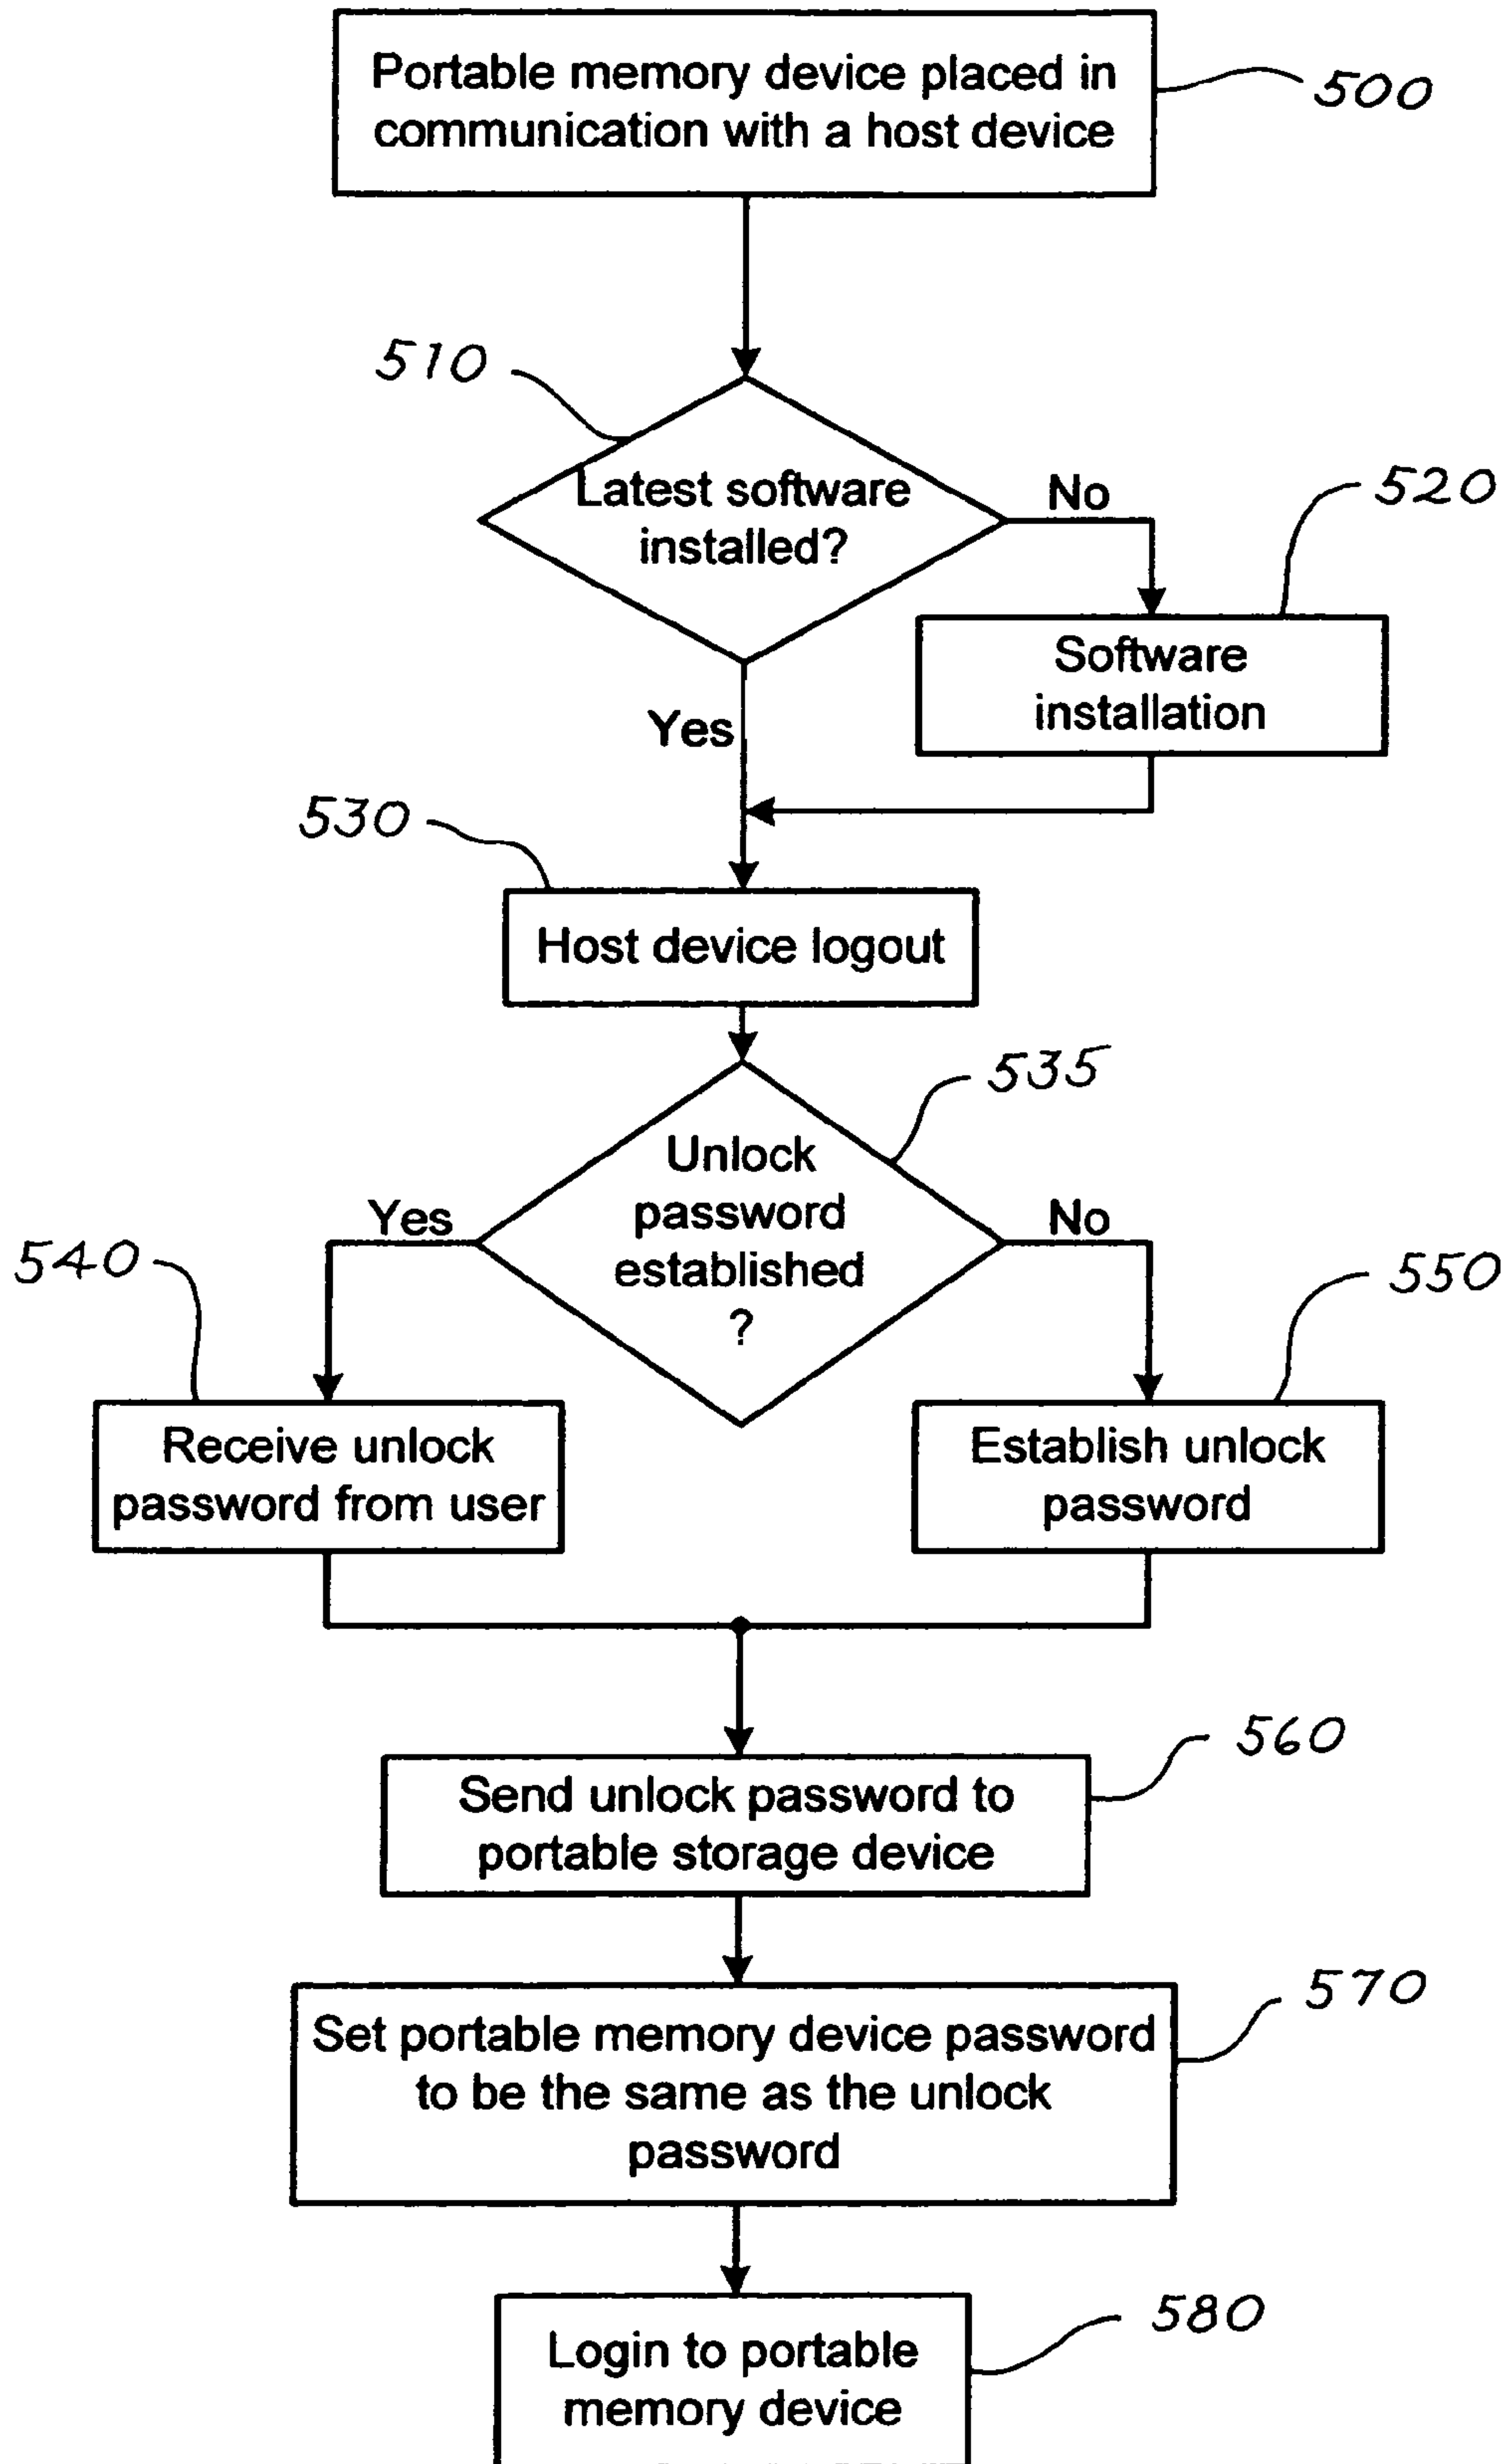 Portable memory device placed in
communication with a host device
500
510
Latest software
installed?
No
520
Software
installation
Yes
530
Host device logout
535
Unlock
password
established
?
Yes
No
540
550
Receive unlock
password from user
Establish unlock
password
560
Send unlock password to
portable storage device
570
Set portable memory device password
to be the same as the unlock
password
580
Login to portable
memory device